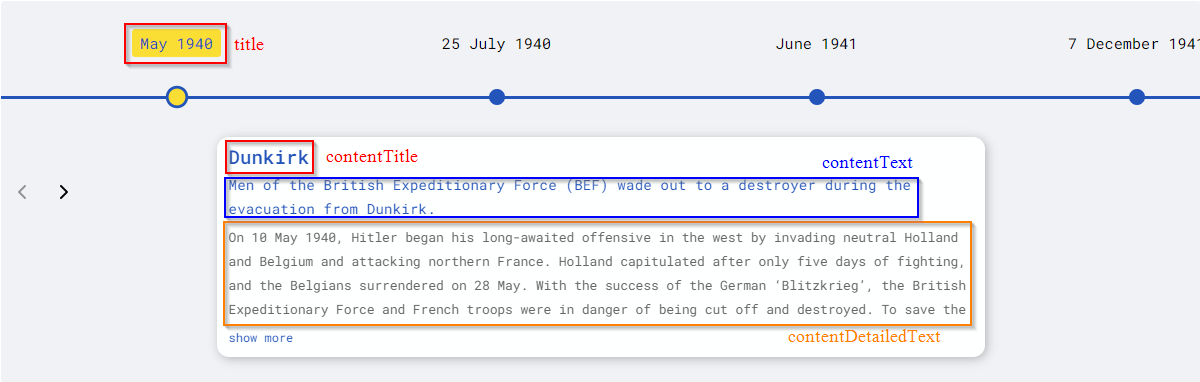 May 1940 title 25 July 1940 June 1941 7 December 1941
Dunkirk contentTitle contentText
Men of the British Expeditionary Force (BEF) wade out to a destroyer during the
evacuation from Dunkirk.
On 10 May 1940, Hitler began his long-awaited offensive in the west by invading neutral Holland
and Belgium and attacking northern France. Holland capitulated after only five days of fighting,
and the Belgians surrendered on 28 May. With the success of the German ‘Blitzkrieg’, the British
Expeditionary Force and French troops were in danger of being cut off and destroyed. To save the
show more contentDetailedText